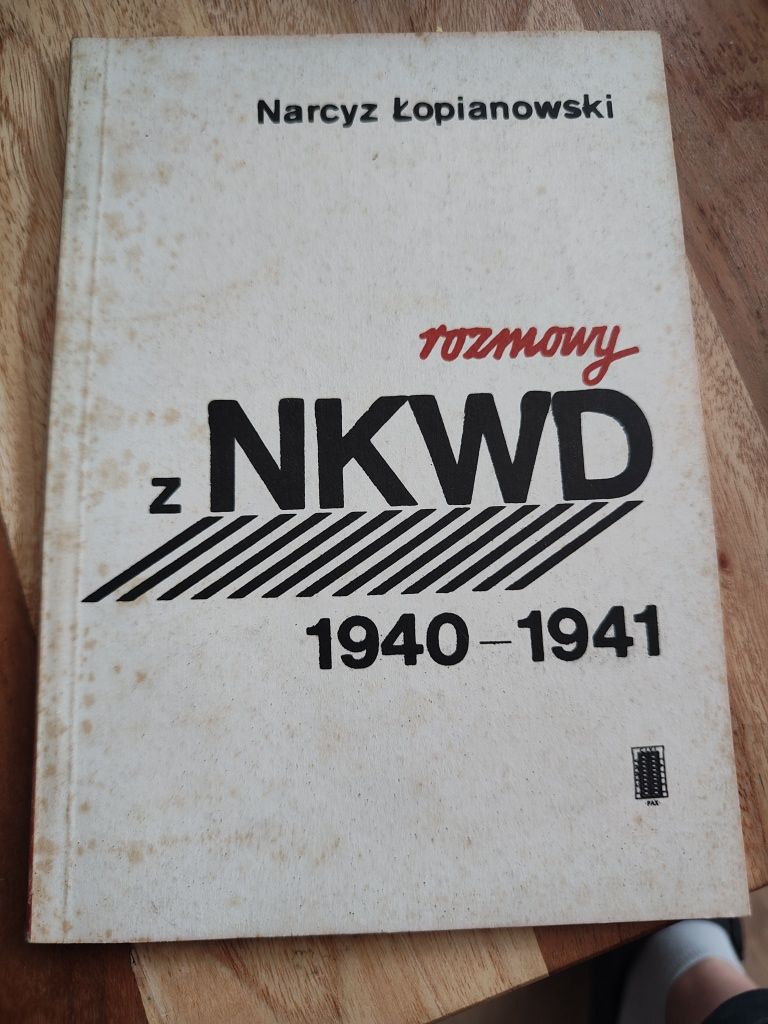 Narcyz Łopianowski
rozmowy
z NKWD
1940-1941
PAX